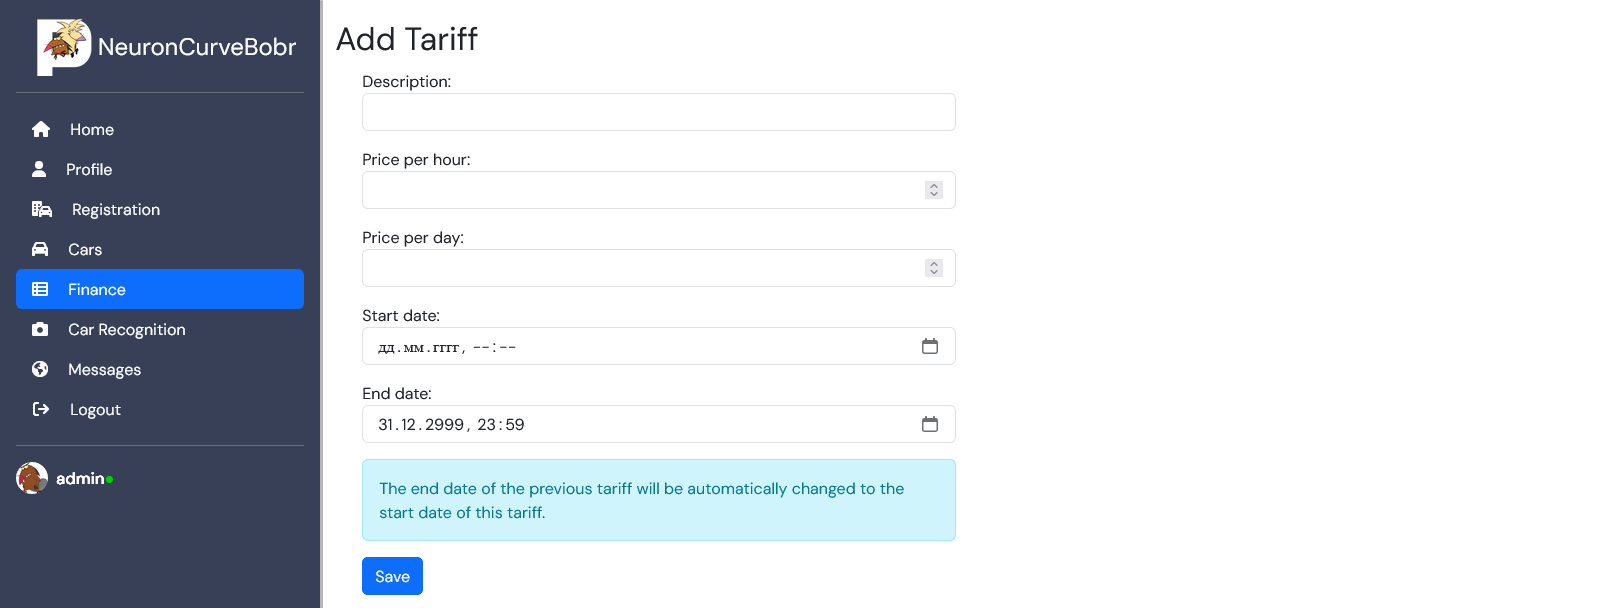 NeuronCurveBobr
Home
Profile
Registration
Cars
Finance
Car Recognition
Messages
Logout
admin
Add Tariff
Description:
Price per hour:
Price per day:
Start date:
дд.мм.гггг, --:--
End date:
31.12.2999, 23:59
The end date of the previous tariff will be automatically changed to the
start date of this tariff.
Save